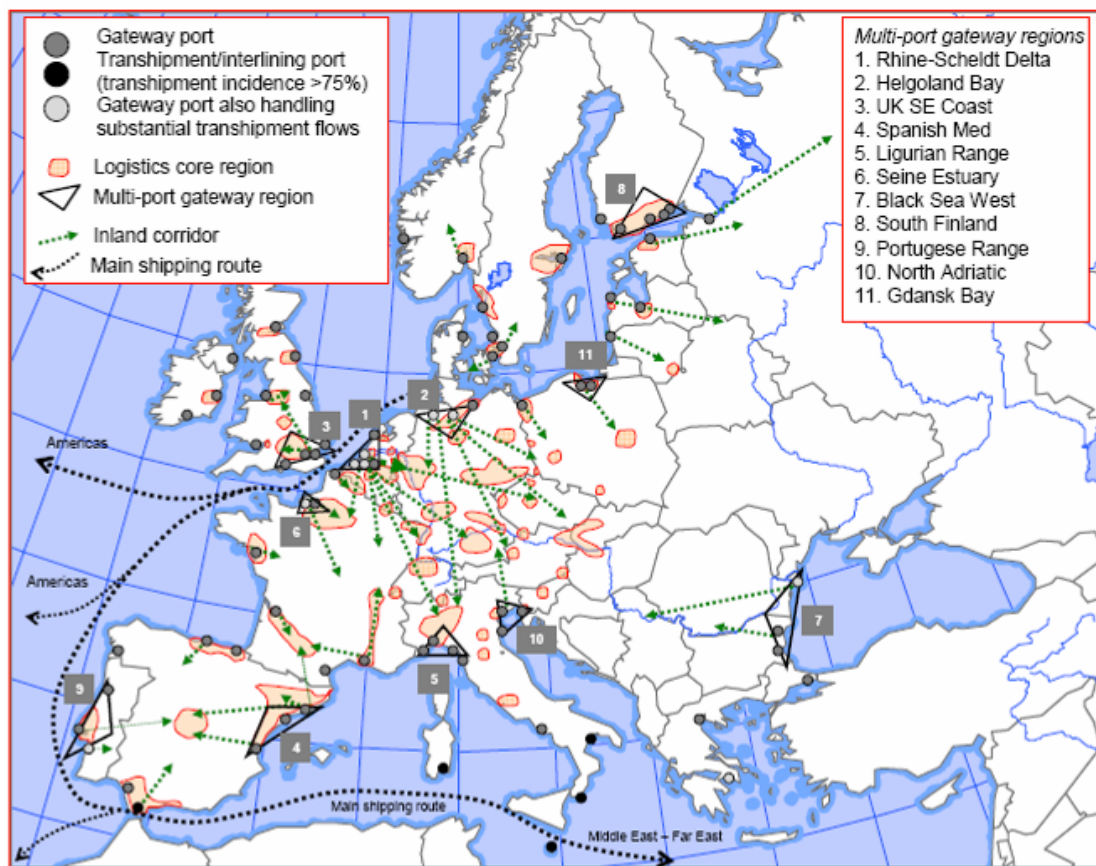 Gateway port
Transhipment/interlining port
(transhipment incidence >75%)
Gateway port also handling
substantial transhipment flows
Logistics core region
Multi-port gateway region
Inland corridor
Main shipping route
Multi-port gateway regions
1. Rhine-Scheldt Delta
2. Helgoland Bay
3. UK SE Coast
4. Spanish Med
5. Ligurian Range
6. Seine Estuary
7. Black Sea West
8. South Finland
9. Portugese Range
10. North Adriatic
11. Gdansk Bay
8
11
2
1
3
Americas
6
Americas
7
10
5
9
4
Main shipping route
Middle East – Far East